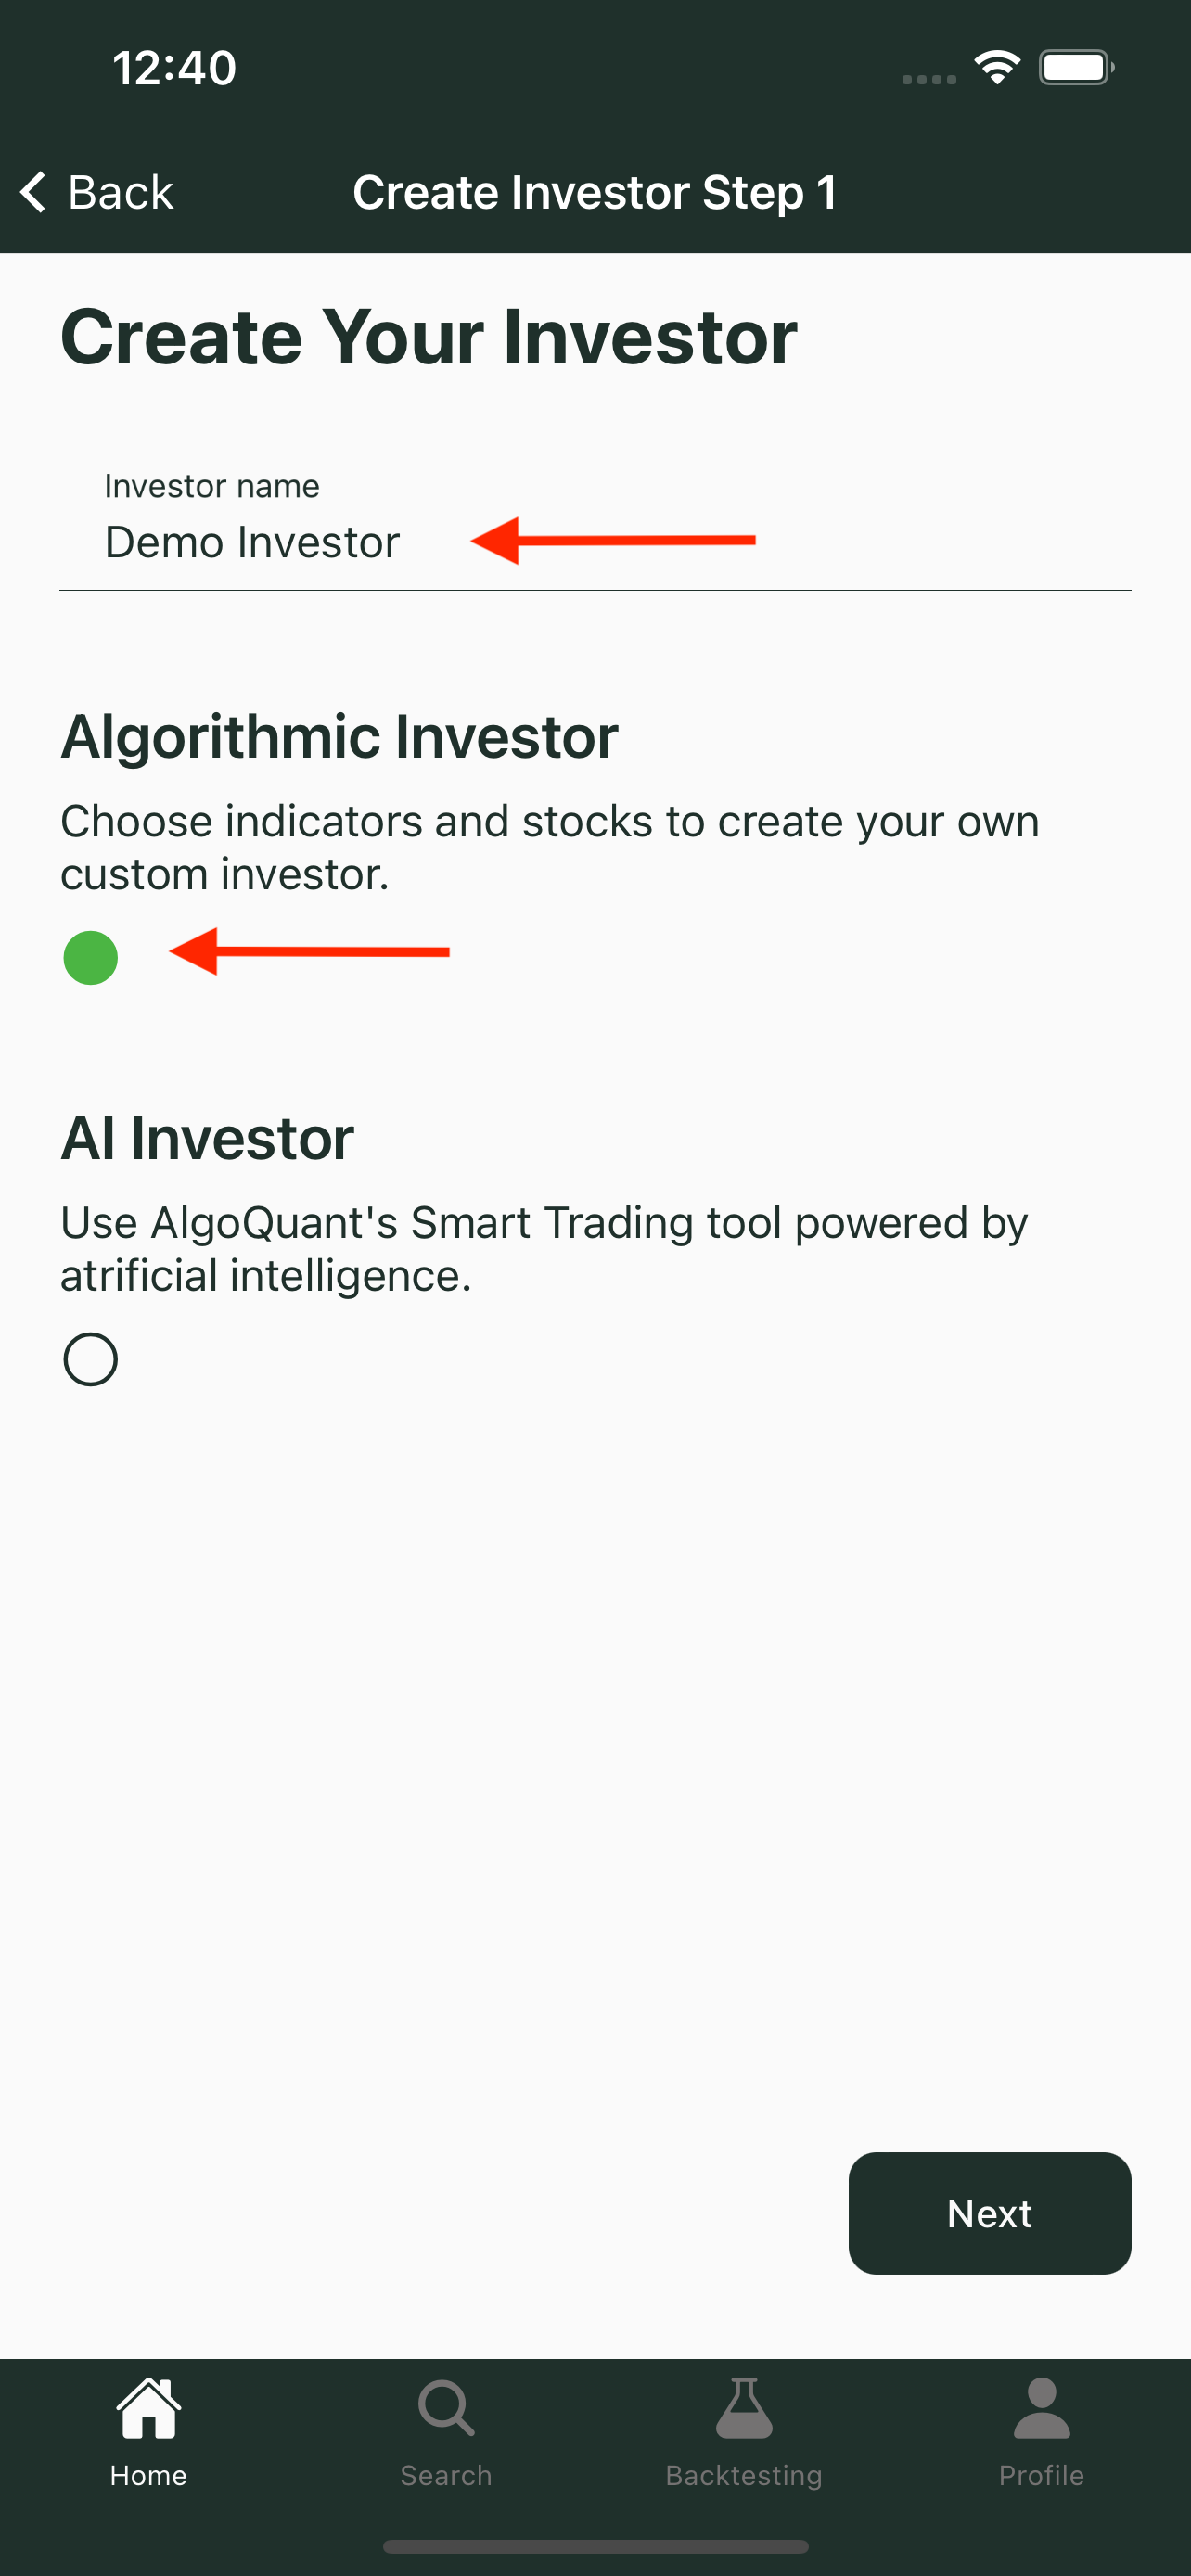 12:40
Back
Create Investor Step 1
Create Your Investor
Investor name
Demo Investor
Algorithmic Investor
Choose indicators and stocks to create your own
custom investor.
AI Investor
Use AlgoQuant's Smart Trading tool powered by
atrificial intelligence.
Next
Home
Search
Backtesting
Profile